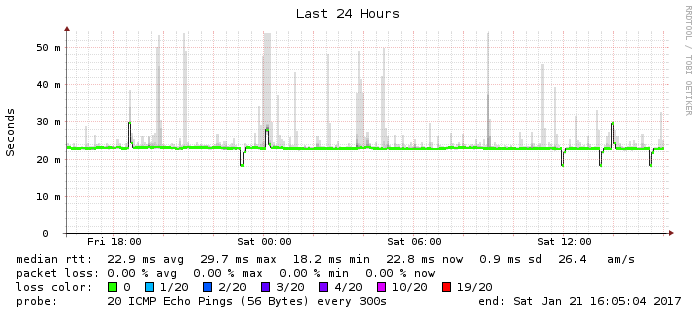 Last 24 Hours
RRDTOOL / TOBI OETIKER
Seconds
50 m
40 m
30 m
20 m
10 m
0
Fri 18:00 Sat 00:00 Sat 06:00 Sat 12:00
median rtt: 22.9 ms avg 29.7 ms max 18.2 ms min 22.8 ms now 0.9 ms sd 26.4 am/s
packet loss: 0.00 % avg 0.00 % max 0.00 % min 0.00 % now
loss color: 0 1/20 2/20 3/20 4/20 10/20 19/20
probe: 20 ICMP Echo Pings (56 Bytes) every 300s end: Sat Jan 21 16:05:04 2017